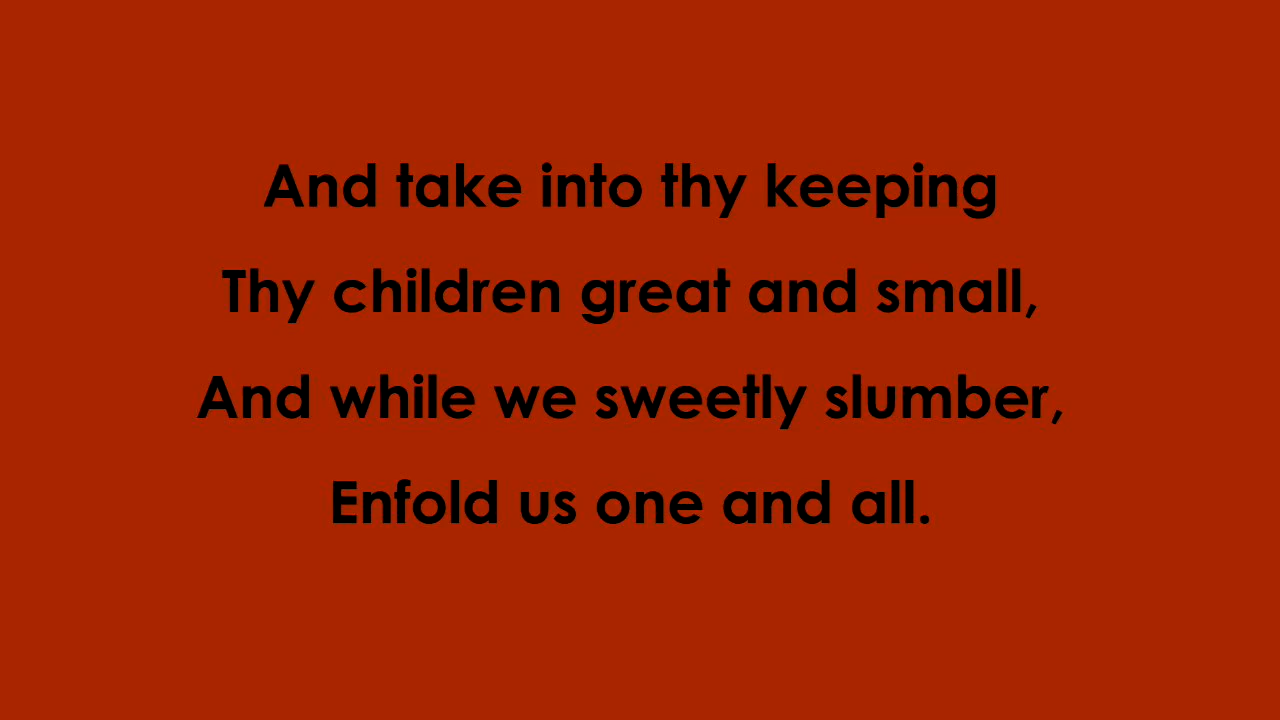 And take into thy keeping
Thy children great and small,
And while we sweetly slumber,
Enfold us one and all.